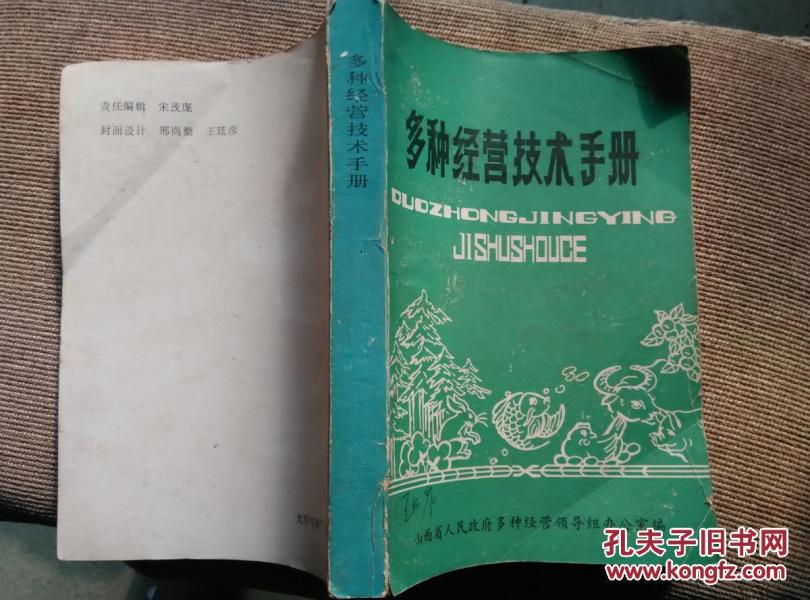 责任编辑 宋茂庞
封面设计 邢尚勤 王廷彦
多种经营技术手册
多种经营技术手册
DUOZHONGJINGYING
JISHUSHOUCE
山西省人民政府多种经营领导组办公室编
孔夫子旧书网
kongfz.com